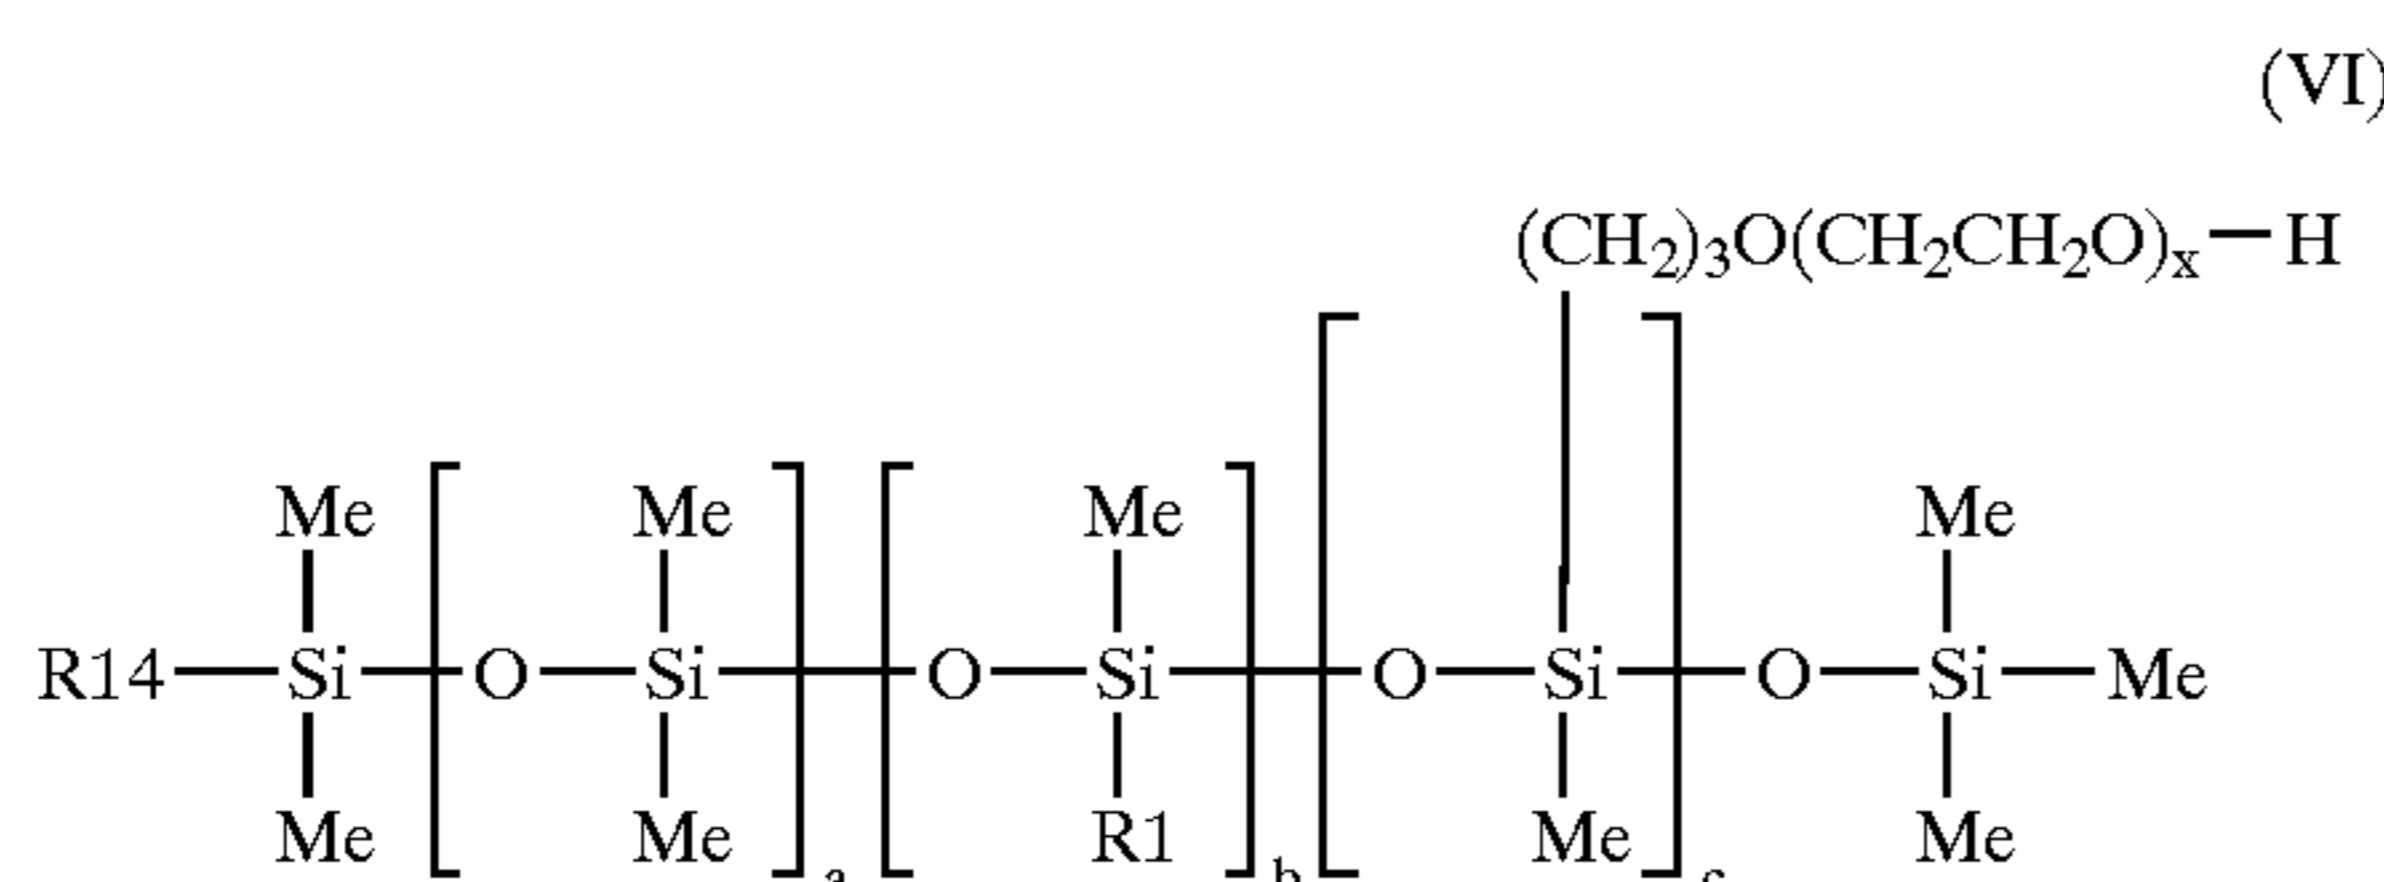 (VI)
(CH₂)₃O(CH₂CH₂O)ₓ—H
Me Me Me Me
R14—Si—O—Si—O—Si—O—Si—O—Si—Me
Me Me R1 Me Me
a b c